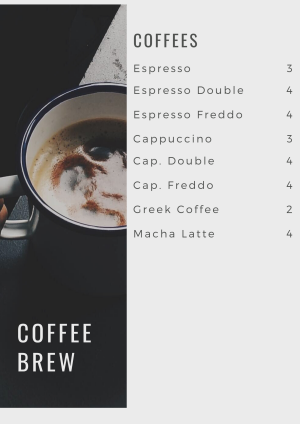 COFFEES
Espresso 3
Espresso Double 4
Espresso Freddo 4
Cappuccino 3
Cap. Double 4
Cap. Freddo 4
Greek Coffee 2
Macha Latte 4
COFFEE
BREW